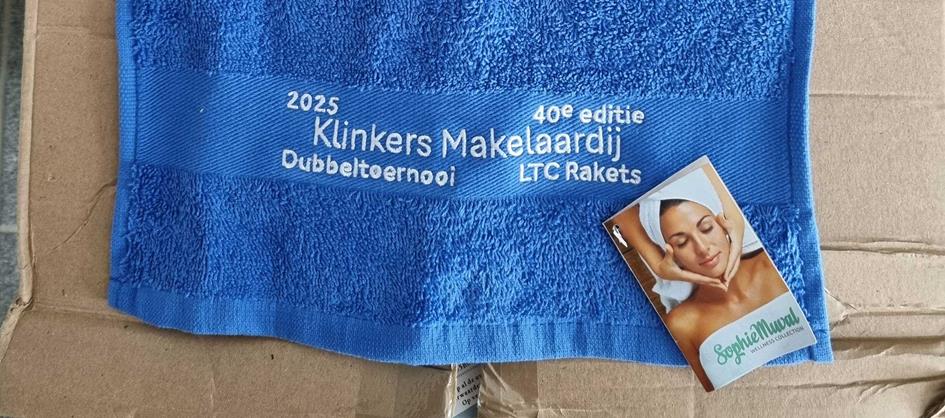 2025
40e editie
Klinkers Makelaardij
Dubbeltoernooi
LTC Rakets
SophieMuval
WELLNESS COLLECTION